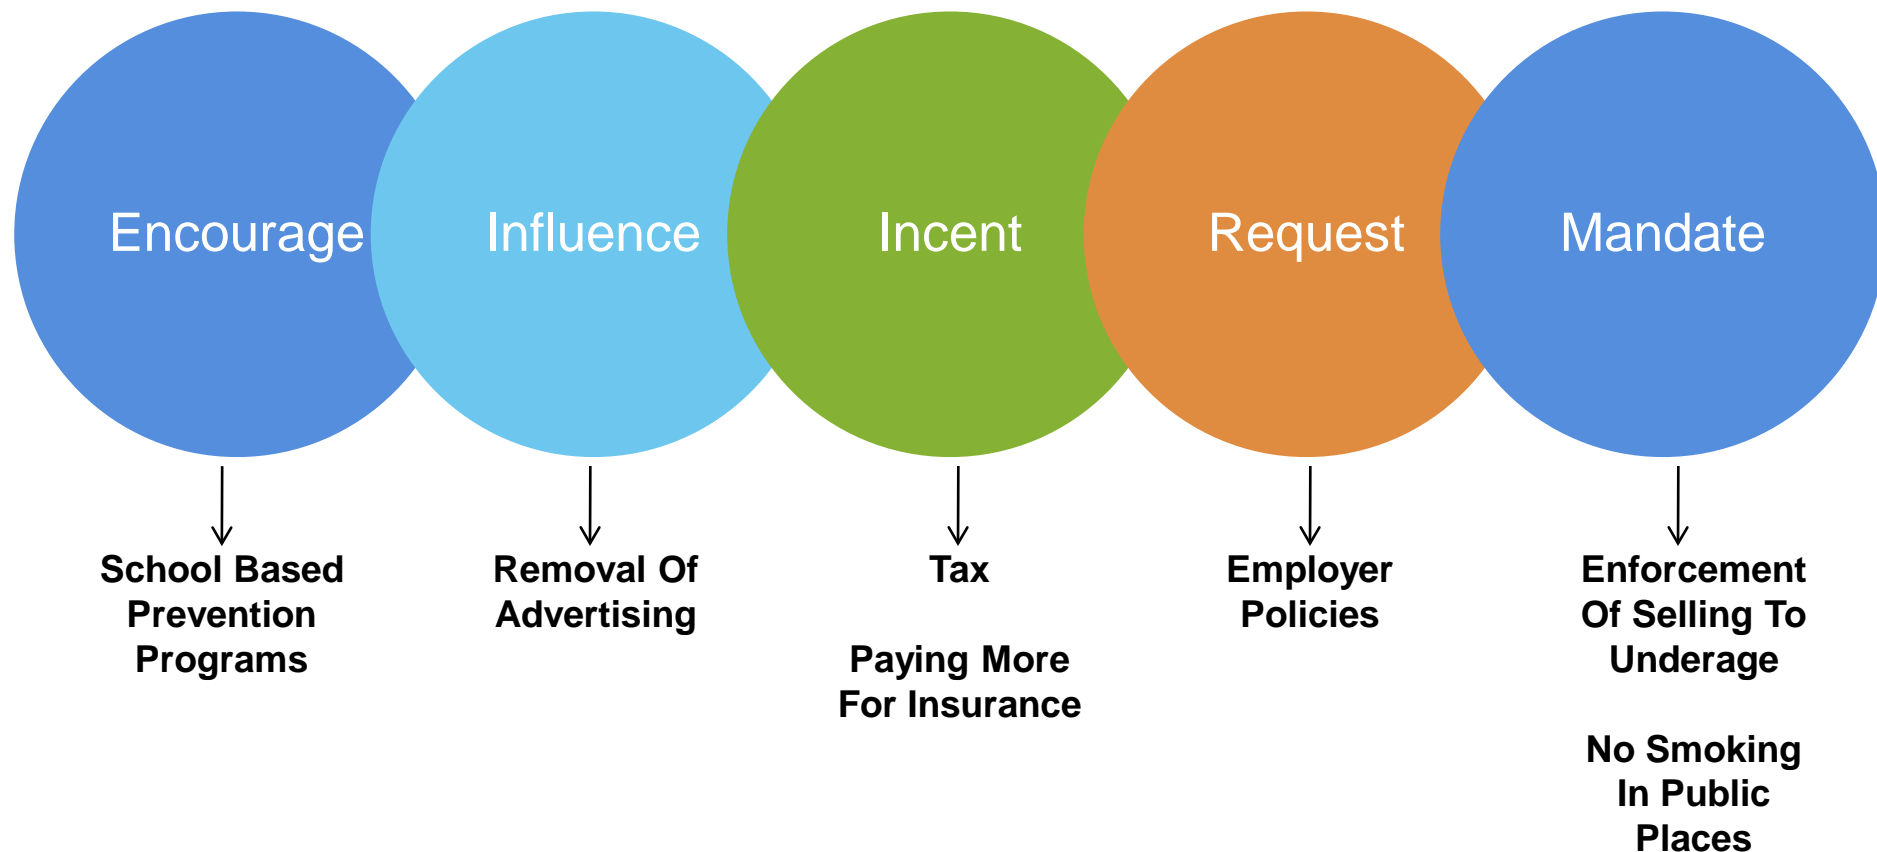 Encourage
Influence
Incent
Request
Mandate
School Based
Prevention
Programs
Removal Of
Advertising
Tax
Paying More
For Insurance
Employer
Policies
Enforcement
Of Selling To
Underage
No Smoking
In Public
Places